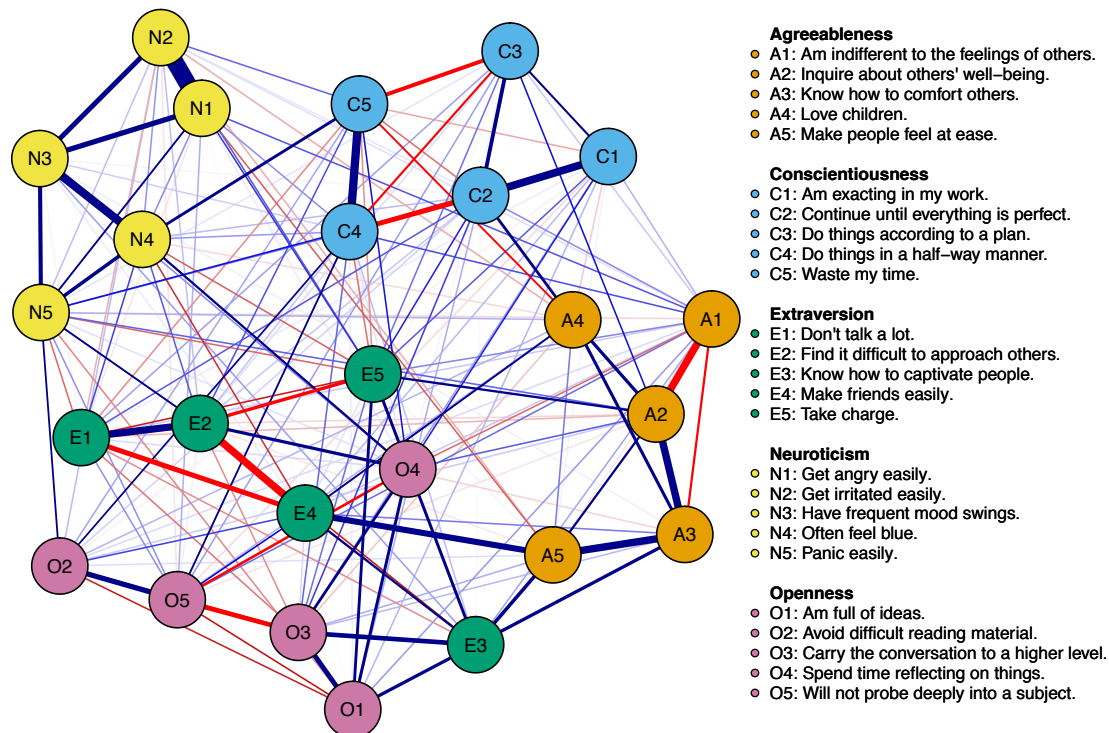 N2
C3
N1
C5
C1
N3
C2
C4
N4
N5
A4
A1
E5
A2
E2
E1
O4
E4
A3
A5
O2
O5
O3
E3
O1
Agreeableness
A1: Am indifferent to the feelings of others.
A2: Inquire about others' well−being.
A3: Know how to comfort others.
A4: Love children.
A5: Make people feel at ease.
Conscientiousness
C1: Am exacting in my work.
C2: Continue until everything is perfect.
C3: Do things according to a plan.
C4: Do things in a half−way manner.
C5: Waste my time.
Extraversion
E1: Don't talk a lot.
E2: Find it difficult to approach others.
E3: Know how to captivate people.
E4: Make friends easily.
E5: Take charge.
Neuroticism
N1: Get angry easily.
N2: Get irritated easily.
N3: Have frequent mood swings.
N4: Often feel blue.
N5: Panic easily.
Openness
O1: Am full of ideas.
O2: Avoid difficult reading material.
O3: Carry the conversation to a higher level.
O4: Spend time reflecting on things.
O5: Will not probe deeply into a subject.